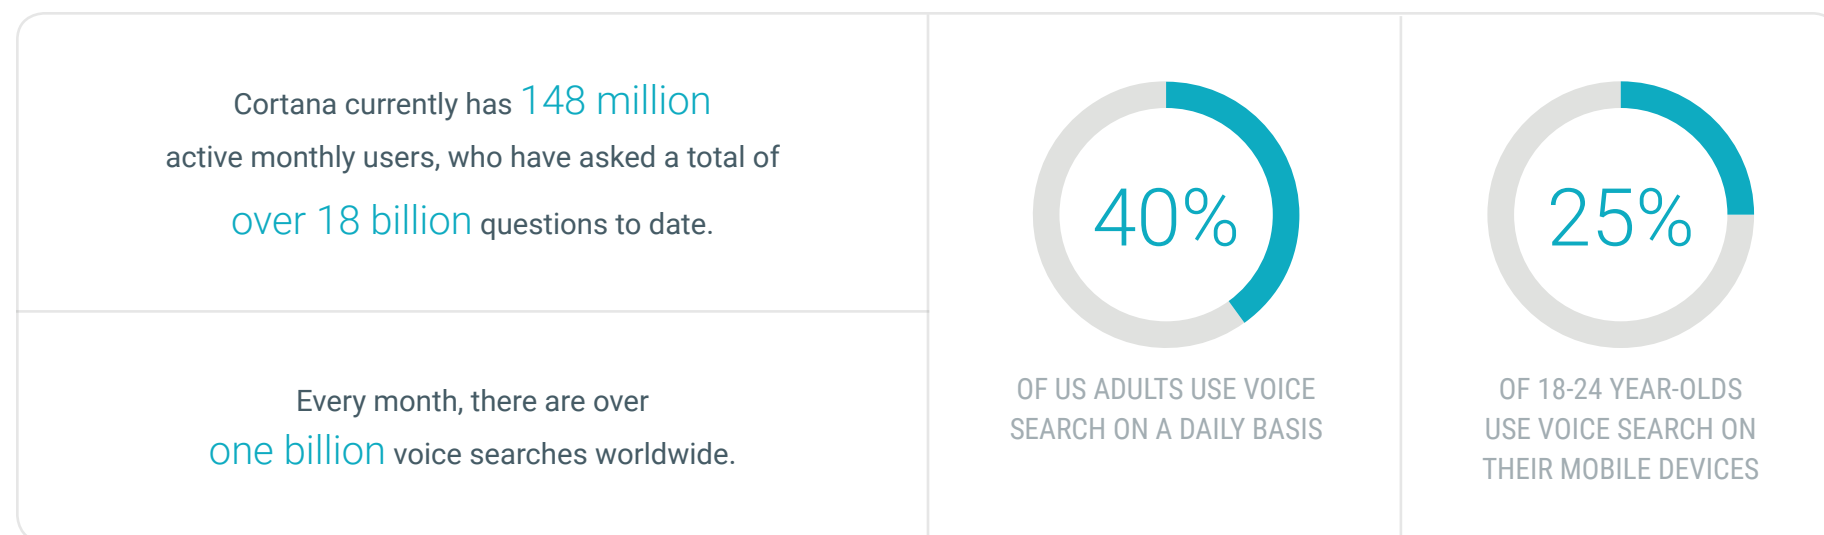 Cortana currently has 148 million
active monthly users, who have asked a total of
over 18 billion questions to date.
Every month, there are over
one billion voice searches worldwide.
40%
OF US ADULTS USE VOICE
SEARCH ON A DAILY BASIS
25%
OF 18-24 YEAR-OLDS
USE VOICE SEARCH ON
THEIR MOBILE DEVICES